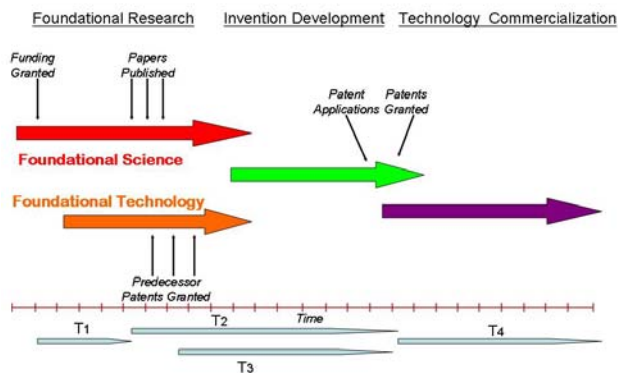 Foundational Research
Invention Development
Technology Commercialization
Funding
Granted
Papers
Published
Patent
Applications
Patents
Granted
Foundational Science
Foundational Technology
Predecessor
Patents Granted
T1
T2
Time
T3
T4